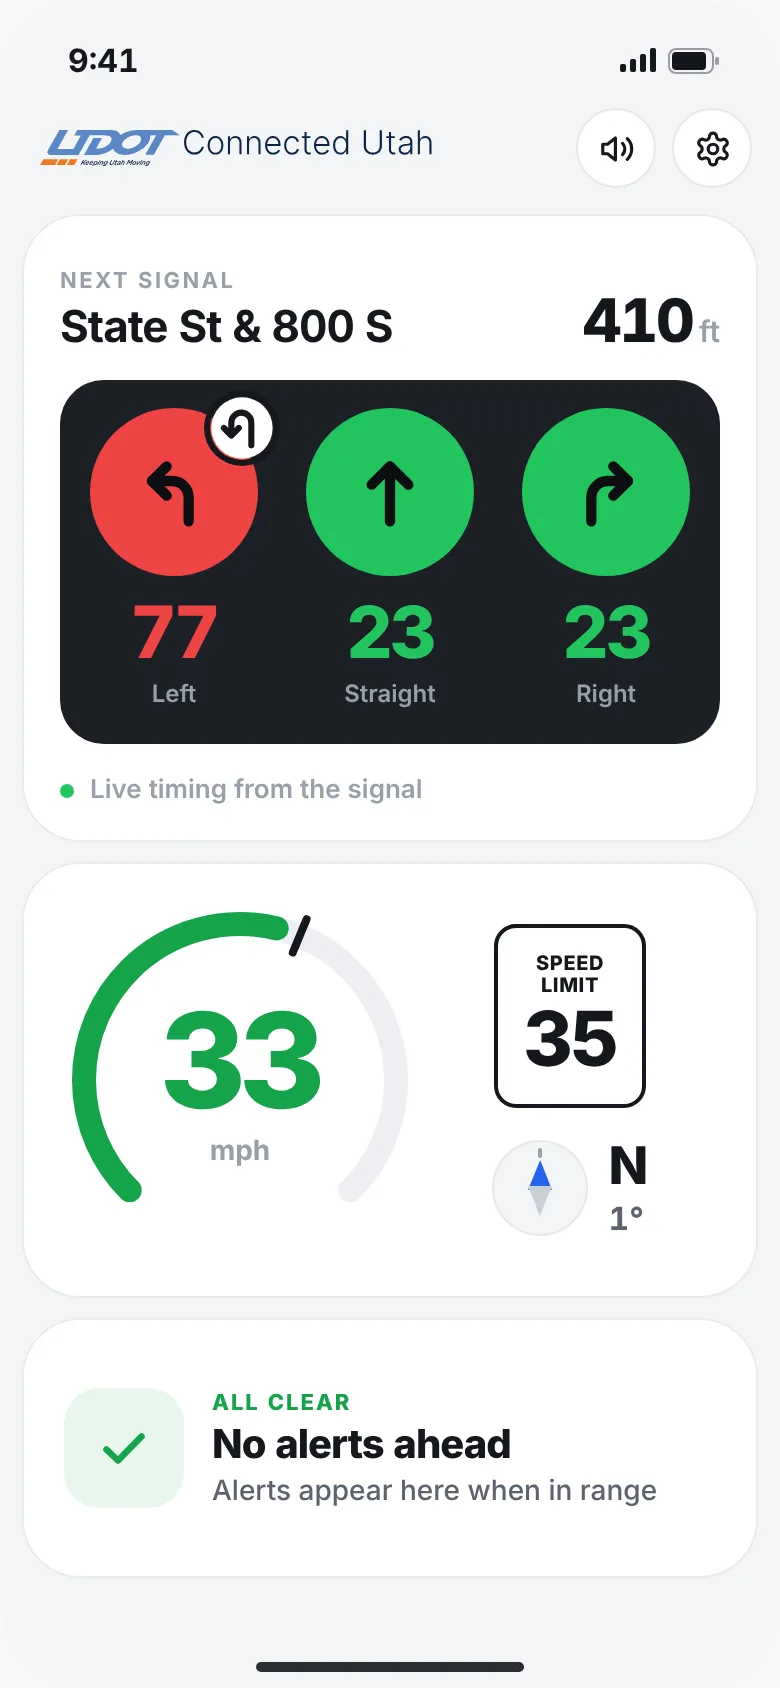 9:41
UDOT Connected Utah
Keeping Utah Moving
NEXT SIGNAL
State St & 800 S
410 ft
77
23
23
Left
Straight
Right
Live timing from the signal
33
mph
SPEED
LIMIT
35
N
1°
ALL CLEAR
No alerts ahead
Alerts appear here when in range